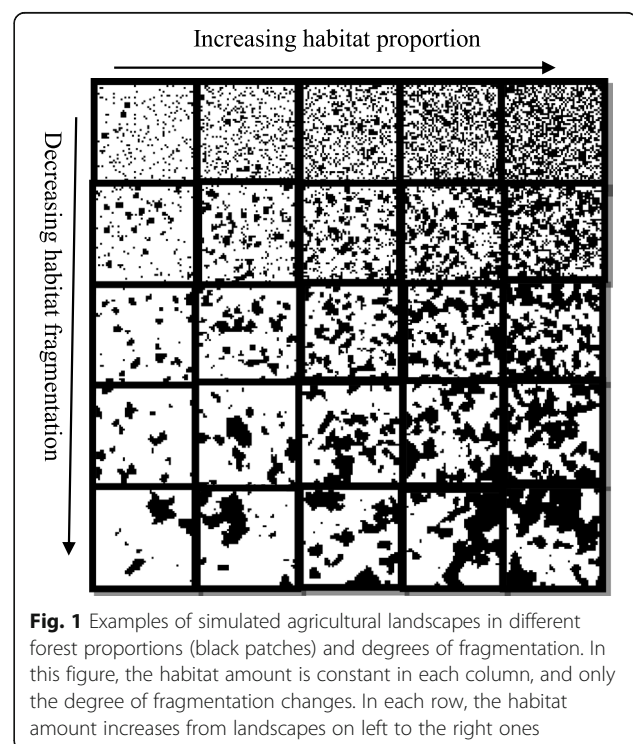 Increasing habitat proportion
Decreasing habitat fragmentation
Fig. 1 Examples of simulated agricultural landscapes in different
forest proportions (black patches) and degrees of fragmentation. In
this figure, the habitat amount is constant in each column, and only
the degree of fragmentation changes. In each row, the habitat
amount increases from landscapes on left to the right ones